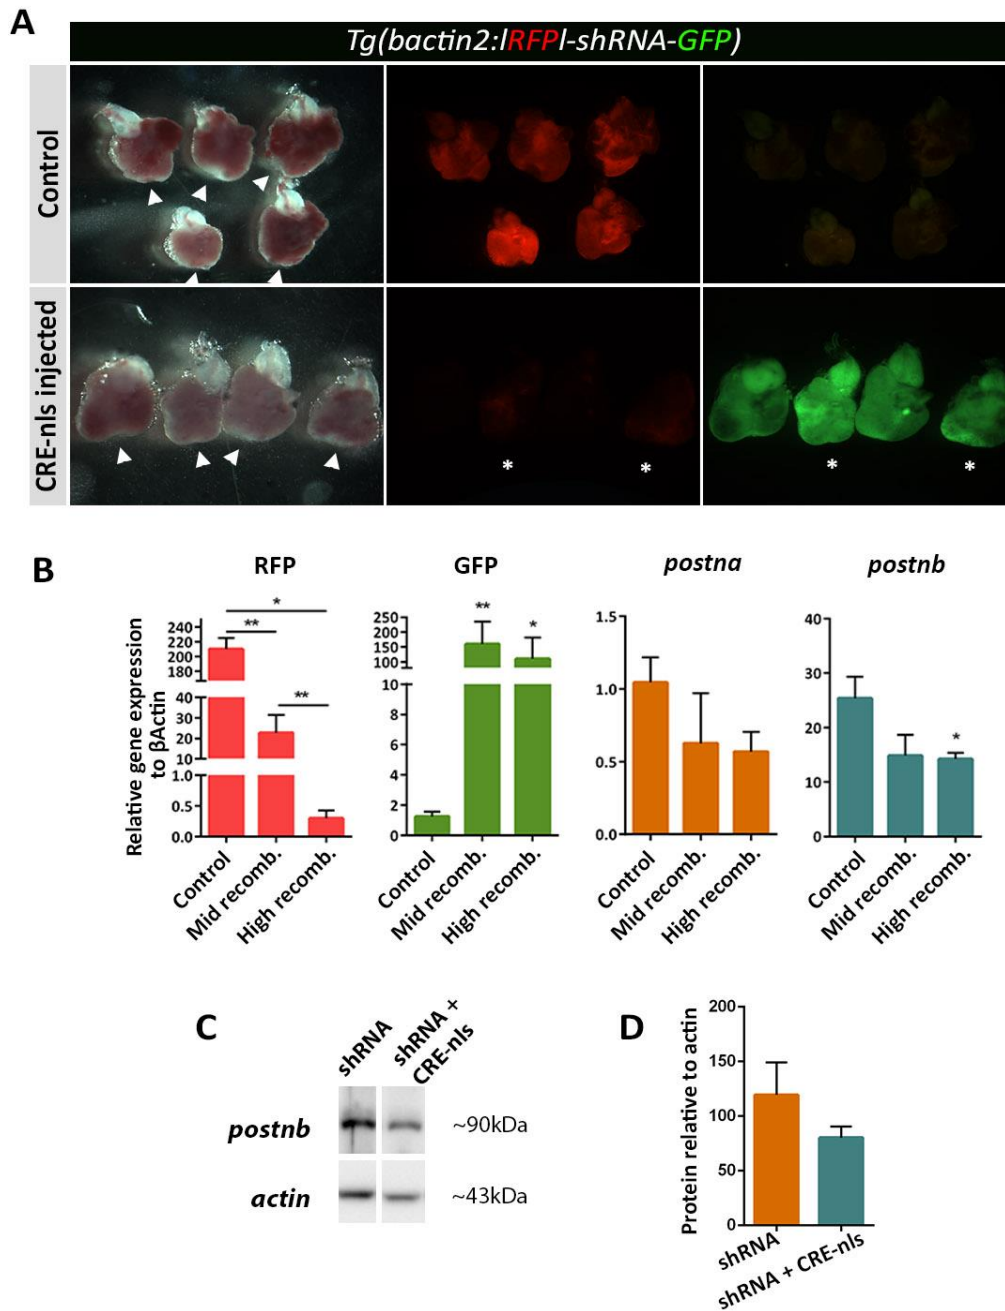 A
Tg(bactin2:lRFPl-shRNA-GFP)
Control
CRE-nls injected
* *
* *
B
RFP
GFP
postna
postnb
Relative gene expression
to βActin
240
220
200
180
40
30
20
10
1.0
0.5
0.0
*
**
**
Control
Mid recomb.
High recomb.
250
200
150
100
10
8
6
4
2
0
**
*
Control
Mid recomb.
High recomb.
1.5
1.0
0.5
0.0
Control
Mid recomb.
High recomb.
40
30
20
10
0
*
Control
Mid recomb.
High recomb.
C
shRNA
shRNA +
CRE-nls
postnb
~90kDa
actin
~43kDa
D
Protein relative to actin
200
150
100
50
0
shRNA
shRNA + CRE-nls